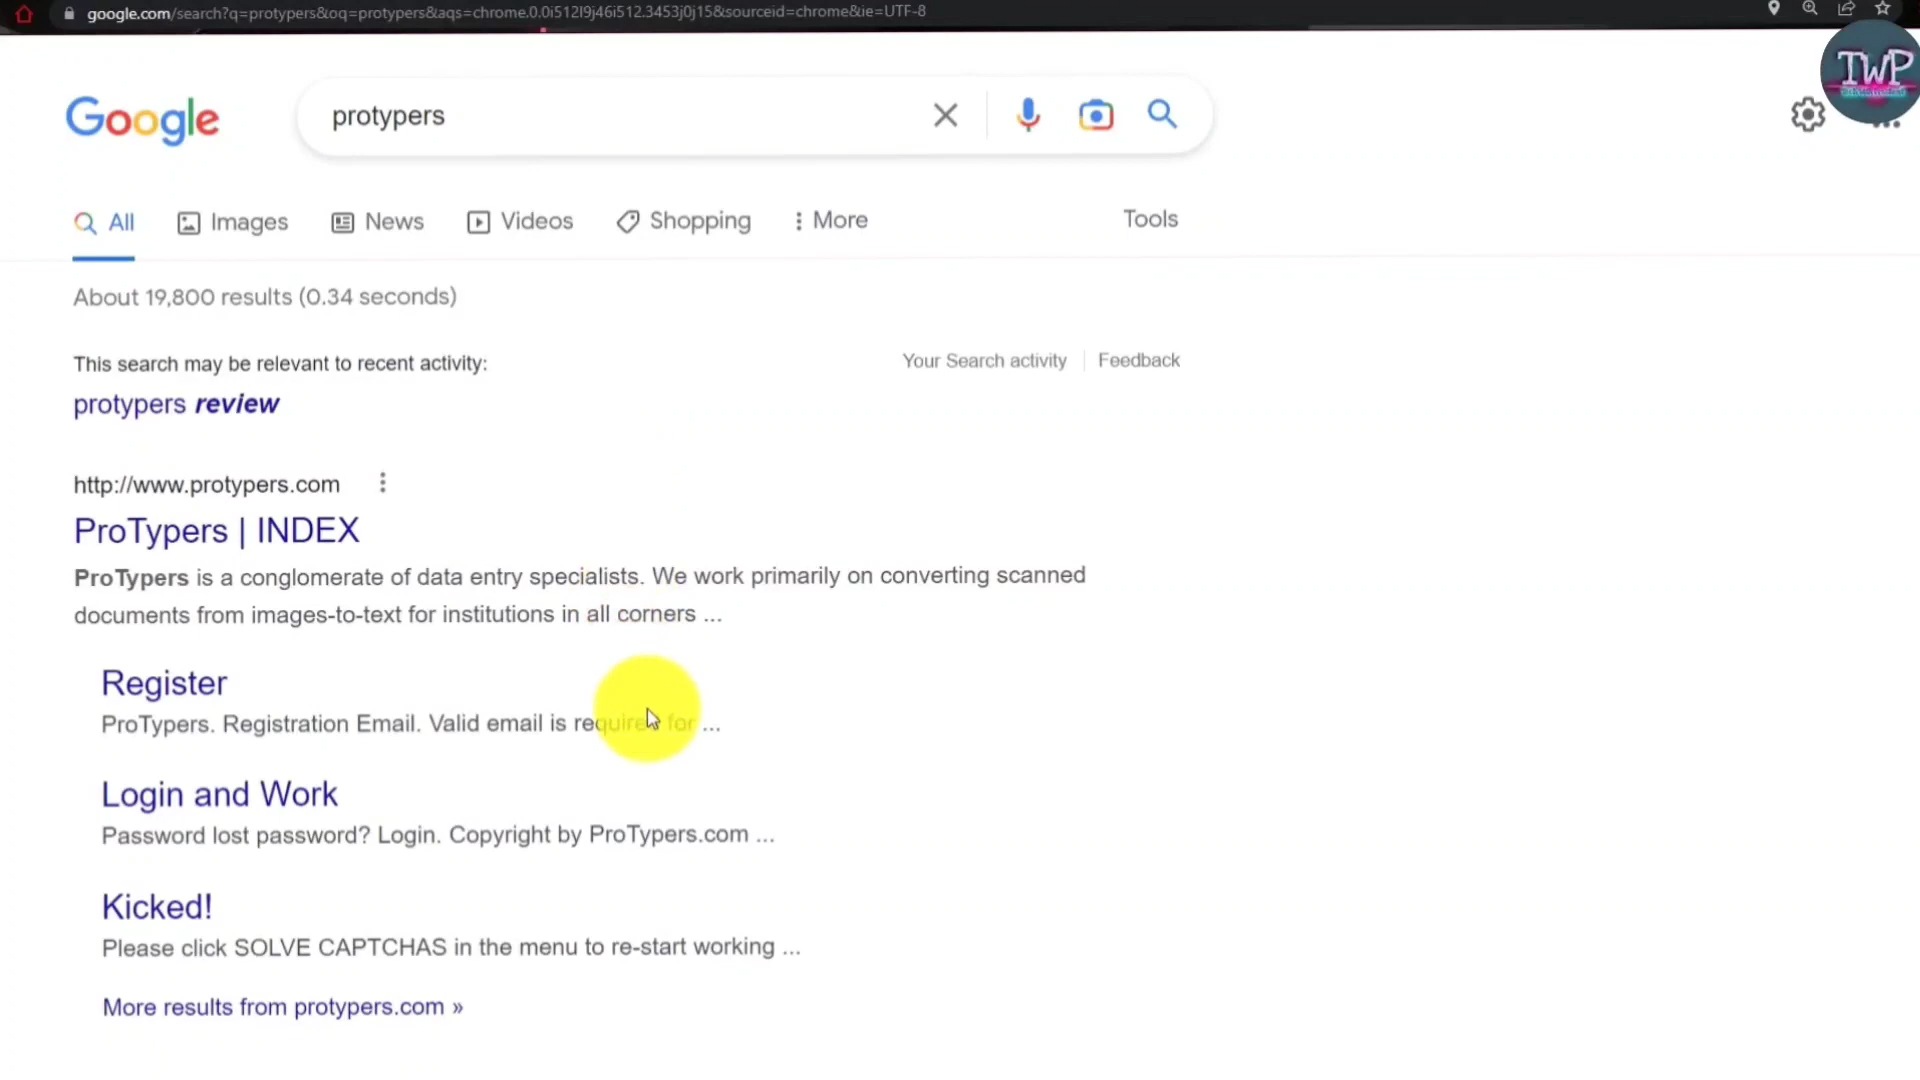 google.com/search?q=protypers&oq=protypers&aqs=chrome.0.0i512l9j46i512.3453j0j15&sourceid=chrome&ie=UTF-8
TWP
Google
protypers
All
Images
News
Videos
Shopping
More
Tools
About 19,800 results (0.34 seconds)
This search may be relevant to recent activity:
Your Search activity
Feedback
protypers review
http://www.protypers.com
ProTypers | INDEX
ProTypers is a conglomerate of data entry specialists. We work primarily on converting scanned
documents from images-to-text for institutions in all corners ...
Register
ProTypers. Registration Email. Valid email is required for ...
Login and Work
Password lost password? Login. Copyright by ProTypers.com ...
Kicked!
Please click SOLVE CAPTCHAS in the menu to re-start working ...
More results from protypers.com »